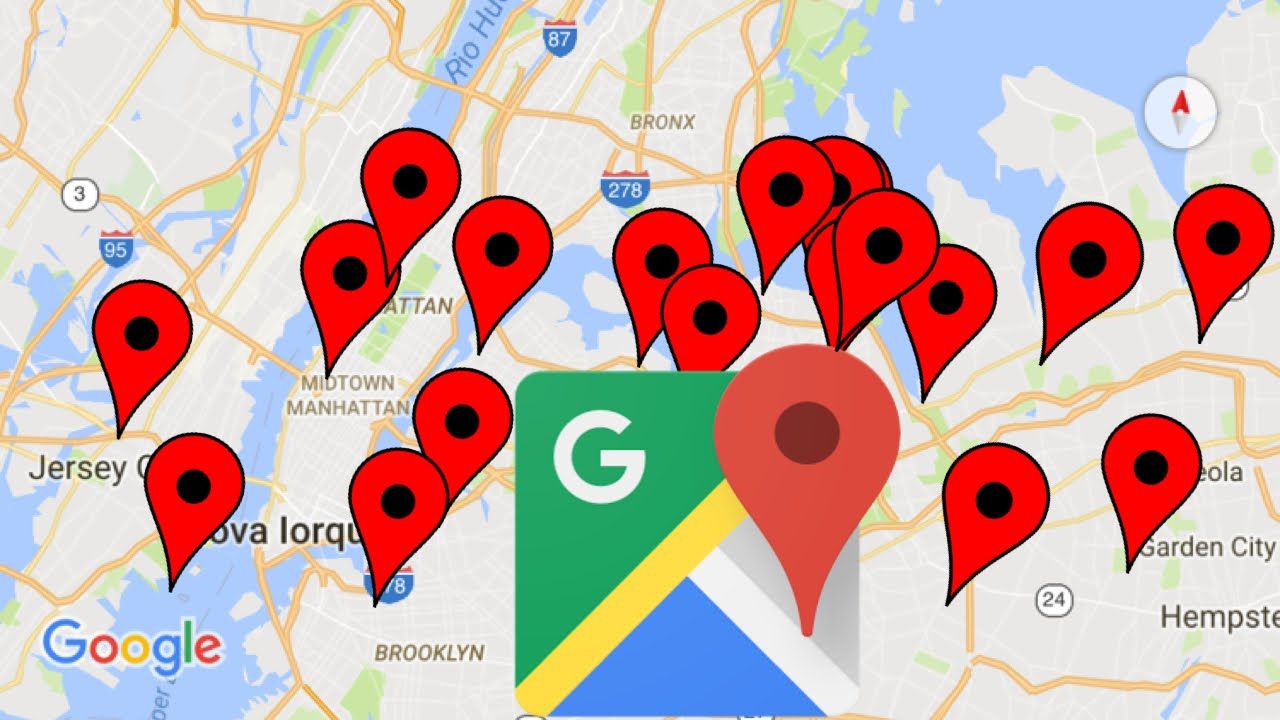 Rio Hu
87
BRONX
278
3
95
ATTAN
MIDTOWN
MANHATTAN
Jersey C
eola
ova Iorqu
Garden City
78
24
Hempste
BROOKLYN
Google
G